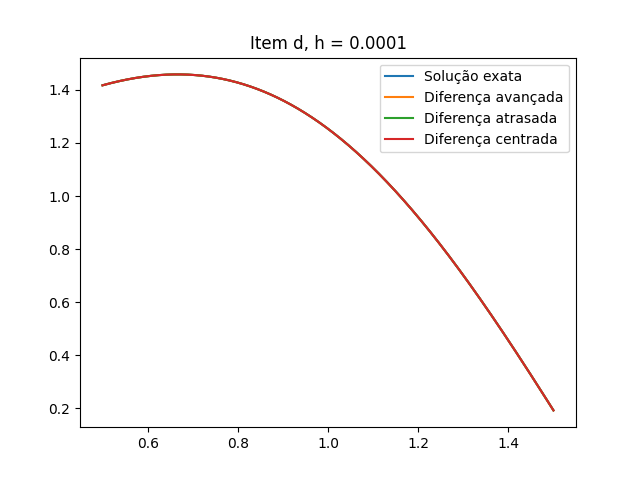 Item d, h = 0.0001
Solução exata
Diferença avançada
Diferença atrasada
Diferença centrada
1.4
1.2
1.0
0.8
0.6
0.4
0.2
0.6 0.8 1.0 1.2 1.4